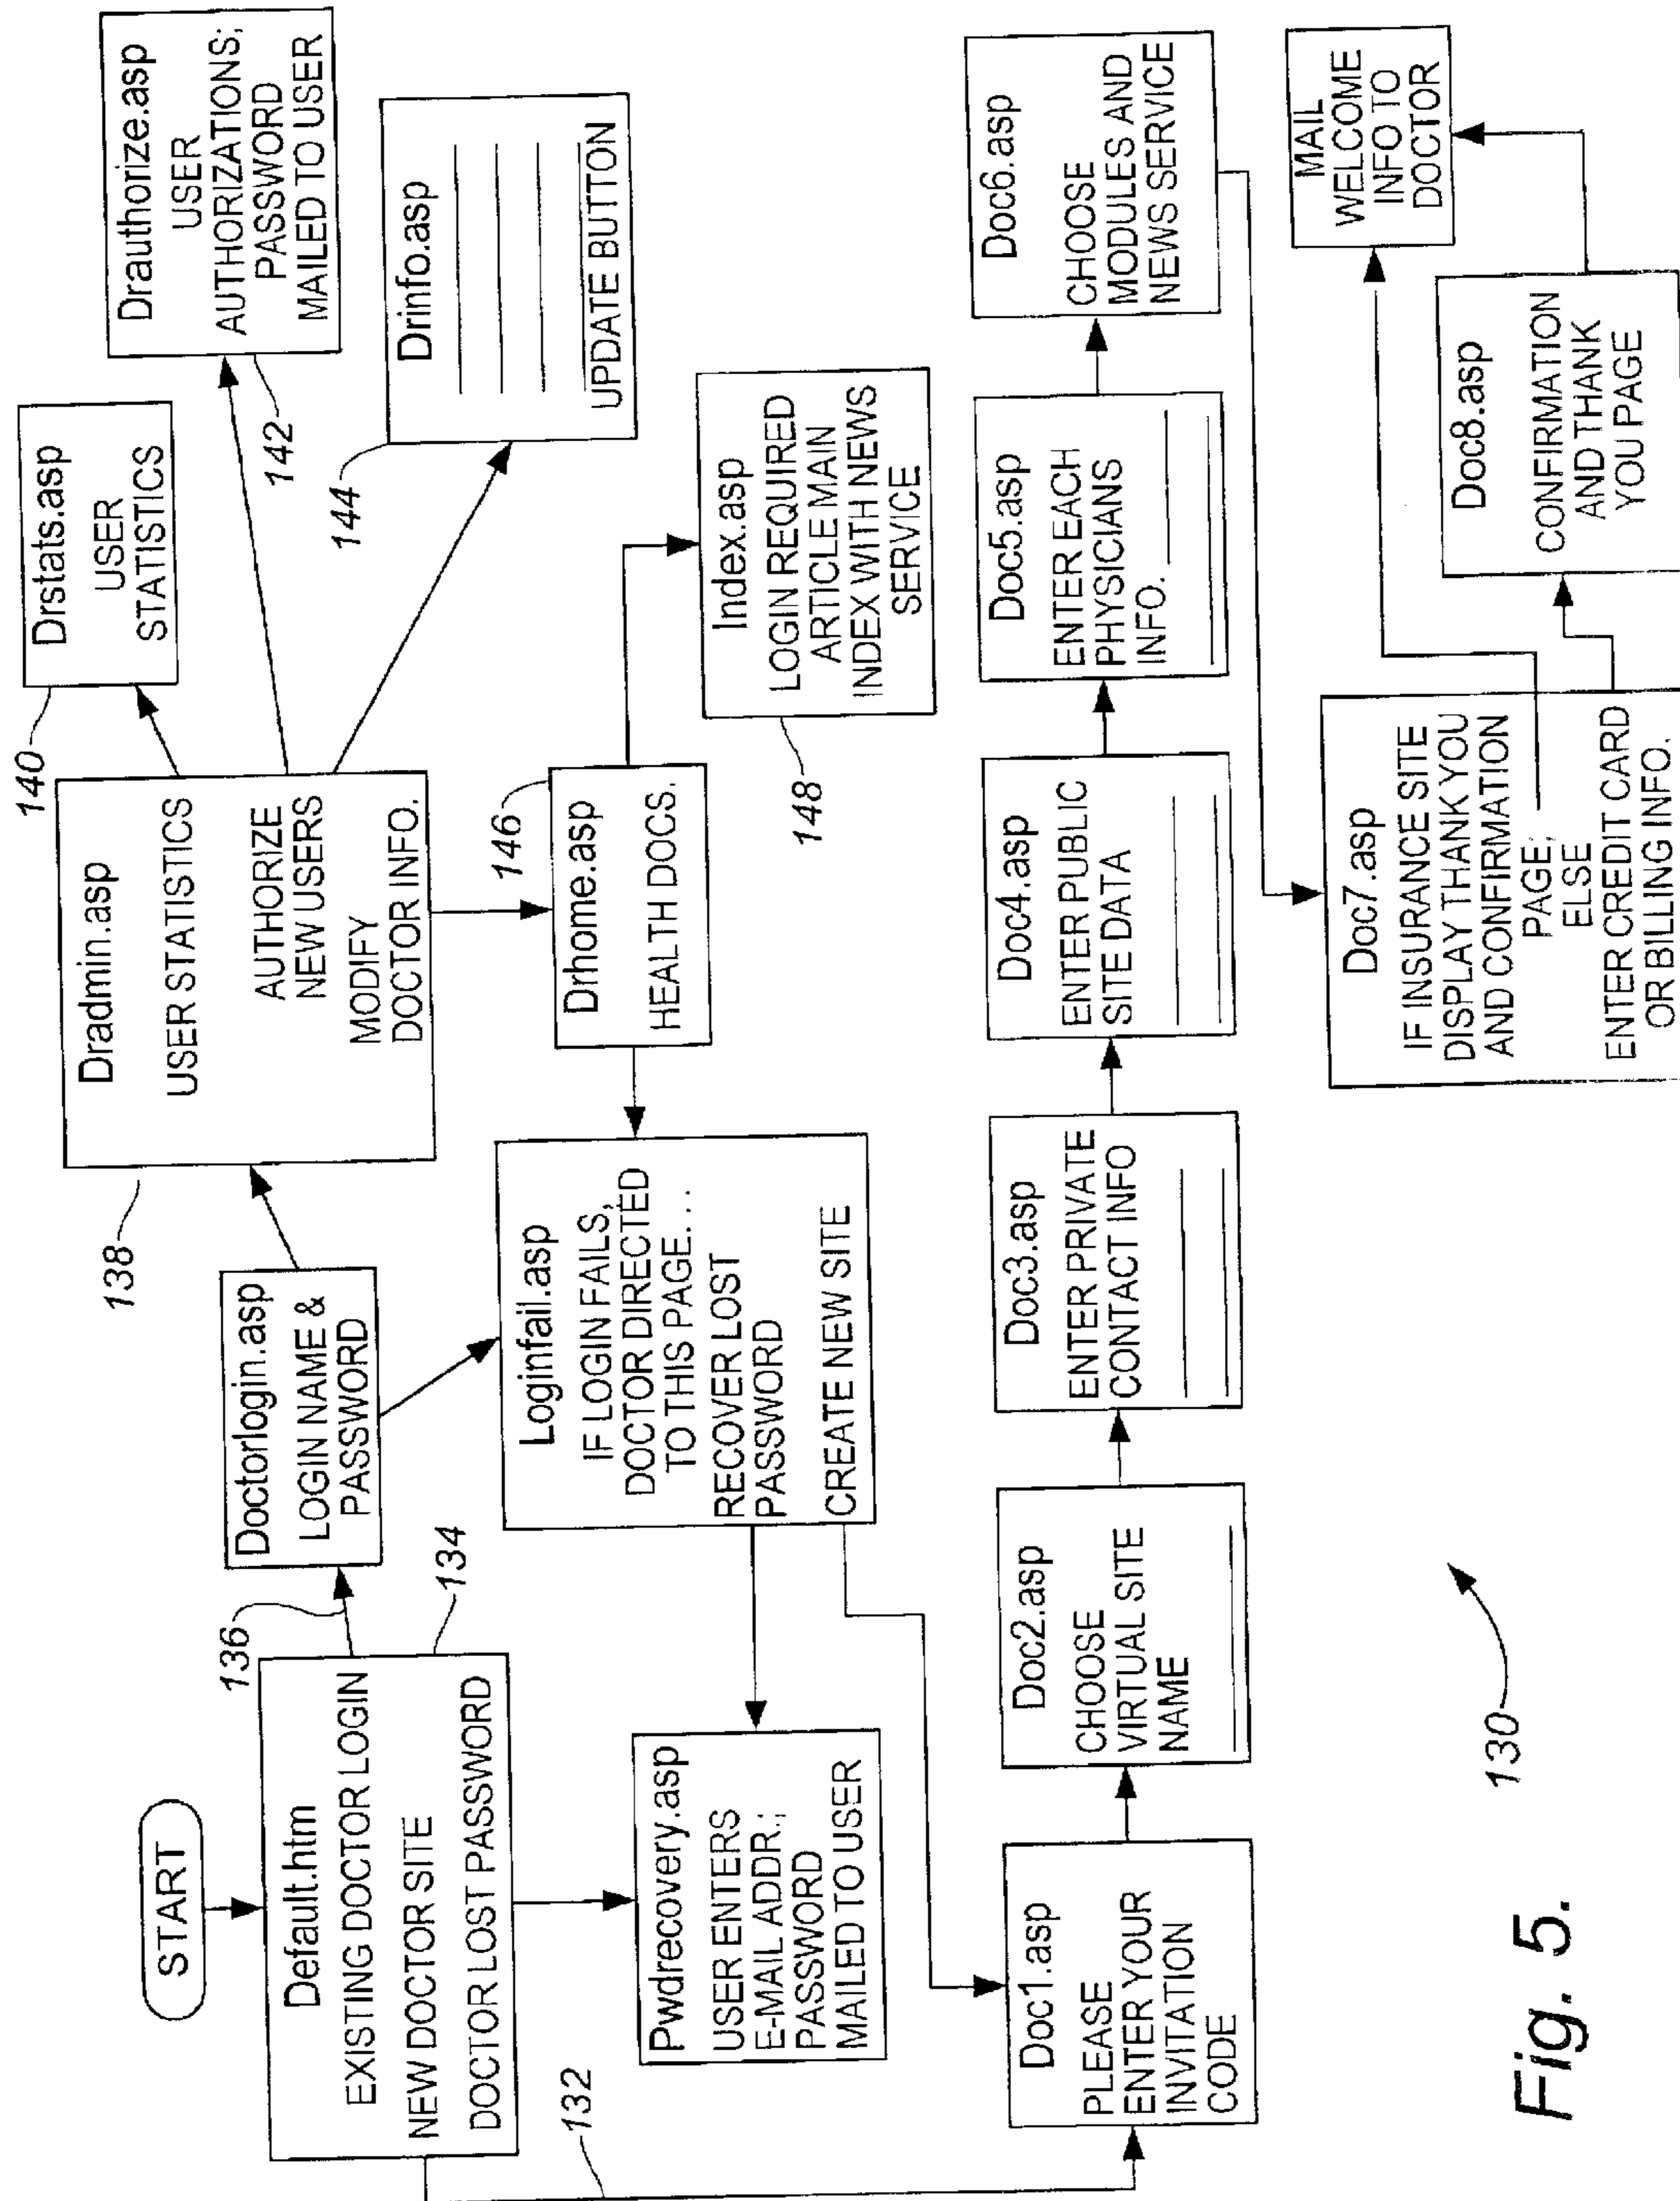 START
Default.htm
EXISTING DOCTOR LOGIN
NEW DOCTOR SITE
DOCTOR LOST PASSWORD
132
134
136
Doctorlogin.asp
LOGIN NAME &
PASSWORD
138
Dradmin.asp
USER STATISTICS
AUTHORIZE
NEW USERS
MODIFY
DOCTOR INFO.
140
Drstats.asp
USER
STATISTICS
Drauthorize.asp
USER
AUTHORIZATIONS;
PASSWORD
MAILED TO USER
142
144
Drinfo.asp
UPDATE BUTTON
146
Drhome.asp
HEALTH DOCS.
148
Index.asp
LOGIN REQUIRED
ARTICLE MAIN
INDEX WITH NEWS
SERVICE
Loginfail.asp
IF LOGIN FAILS,
DOCTOR DIRECTED
TO THIS PAGE...
RECOVER LOST
PASSWORD
CREATE NEW SITE
Pwdrecovery.asp
USER ENTERS
E-MAIL ADDR.;
PASSWORD
MAILED TO USER
Doc1.asp
PLEASE
ENTER YOUR
INVITATION
CODE
Doc2.asp
CHOOSE
VIRTUAL SITE
NAME
Doc3.asp
ENTER PRIVATE
CONTACT INFO
Doc4.asp
ENTER PUBLIC
SITE DATA
Doc5.asp
ENTER EACH
PHYSICIANS
INFO.
Doc6.asp
CHOOSE
MODULES AND
NEWS SERVICE
Doc7.asp
IF INSURANCE SITE
DISPLAY THANK YOU
AND CONFIRMATION
PAGE;
ELSE
ENTER CREDIT CARD
OR BILLING INFO.
Doc8.asp
CONFIRMATION
AND THANK
YOU PAGE
MAIL
WELCOME
INFO TO
DOCTOR
130
Fig. 5.